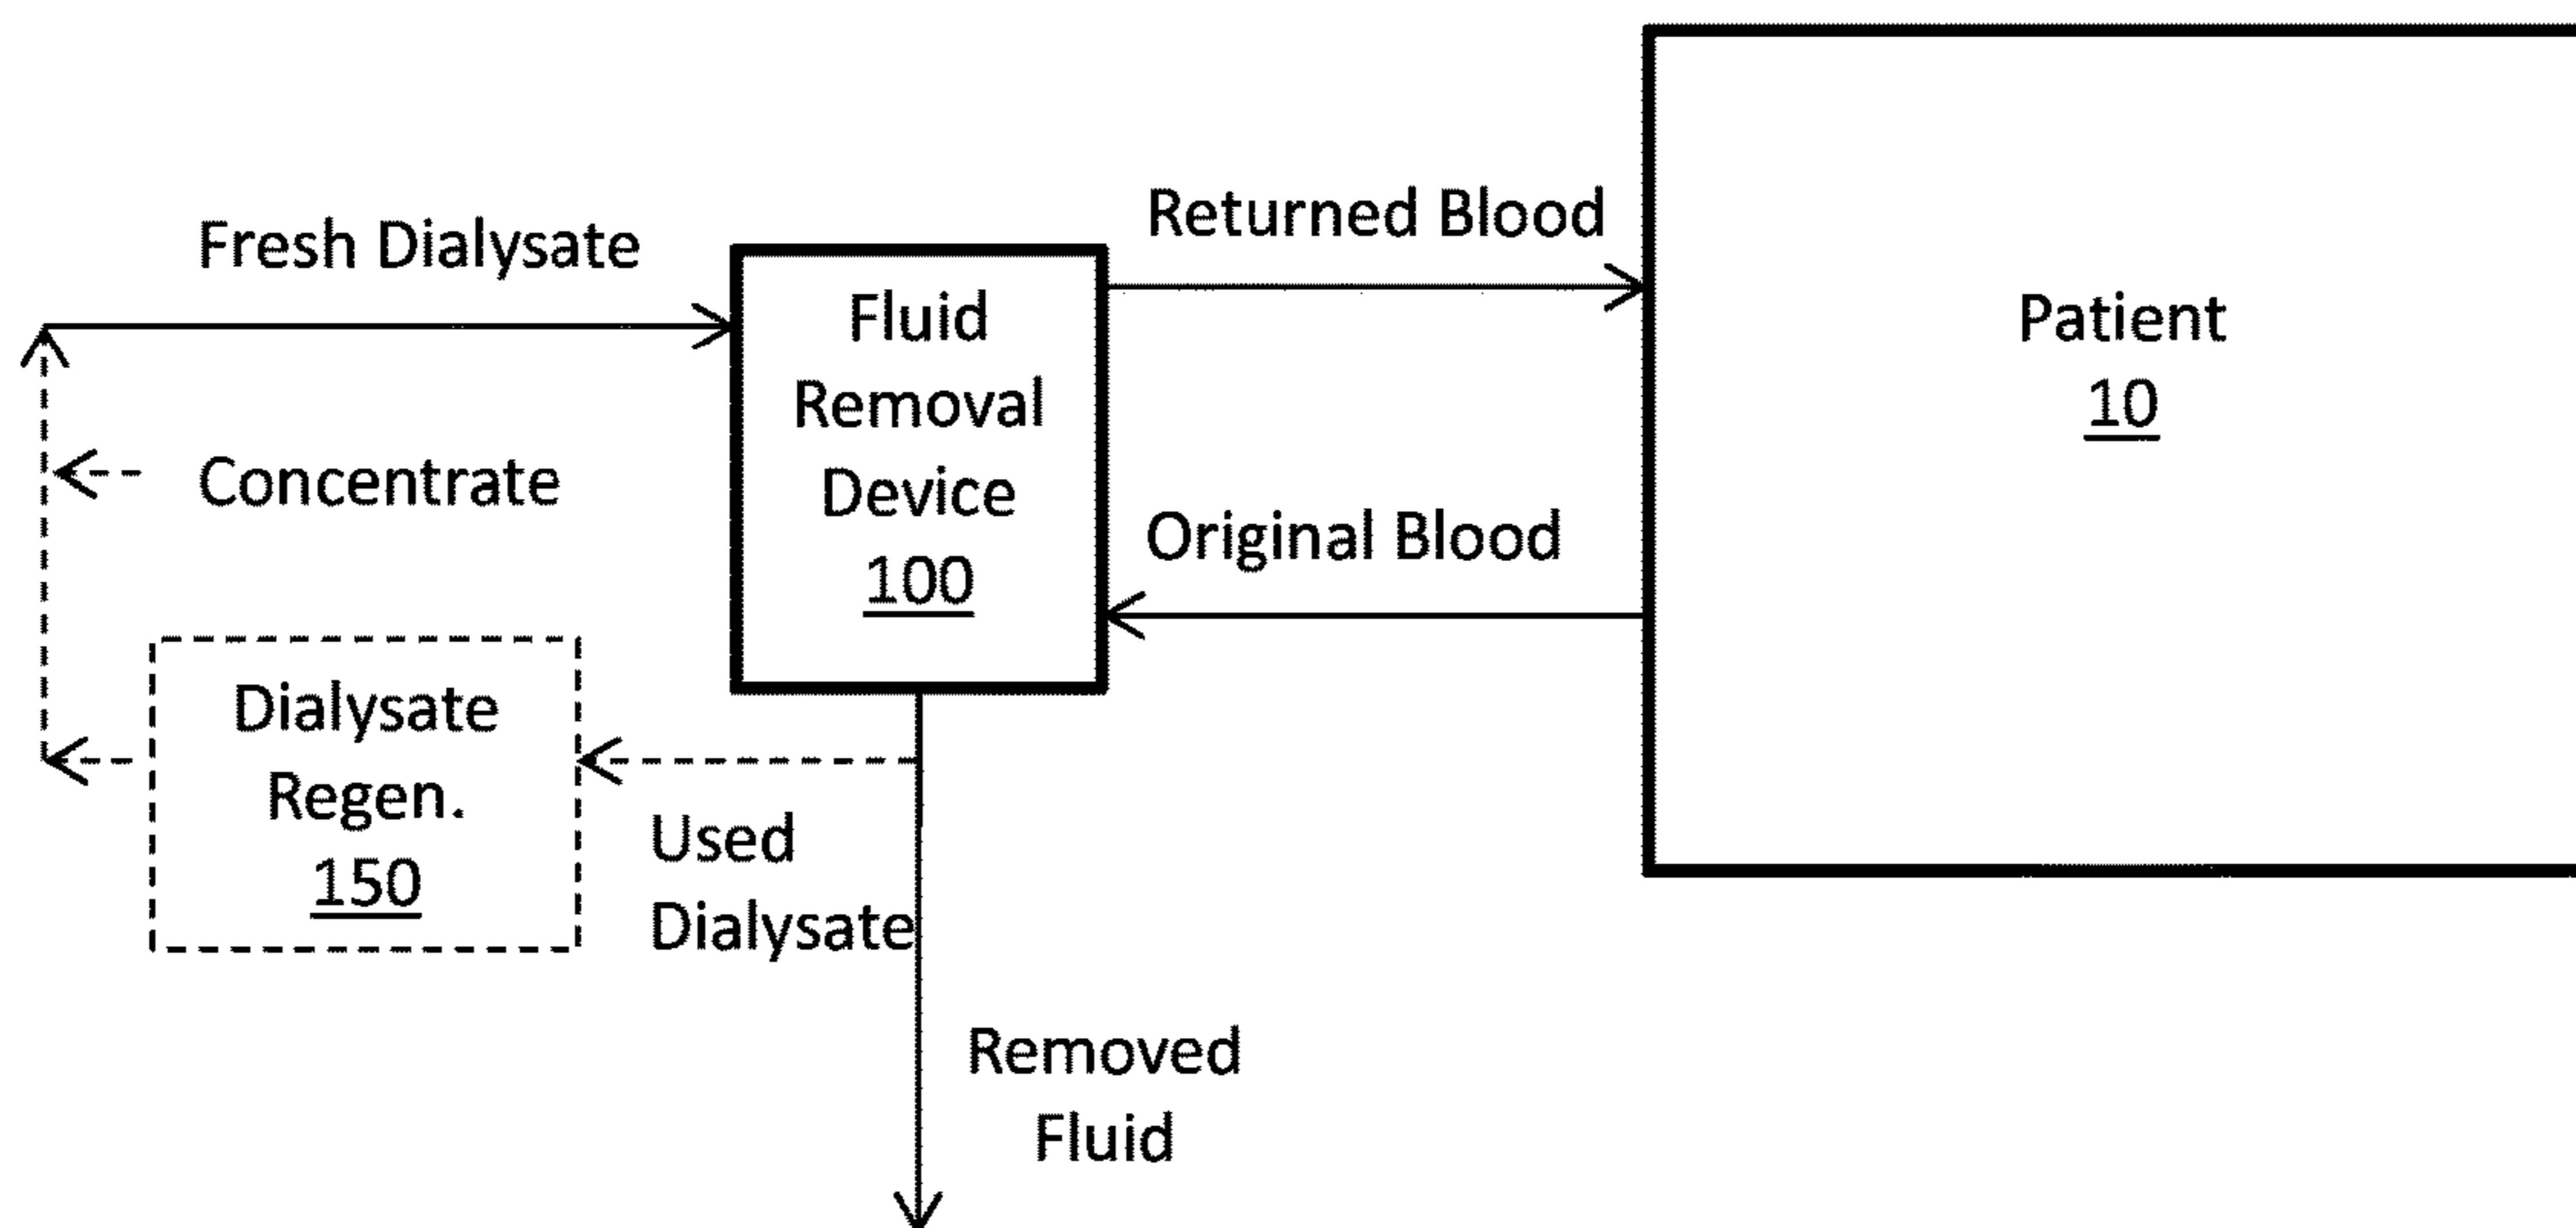 Fresh Dialysate
Fluid
Removal
Device
100
Returned Blood
Patient
10
Concentrate
Original Blood
Dialysate
Regen.
150
Used
Dialysate
Removed
Fluid